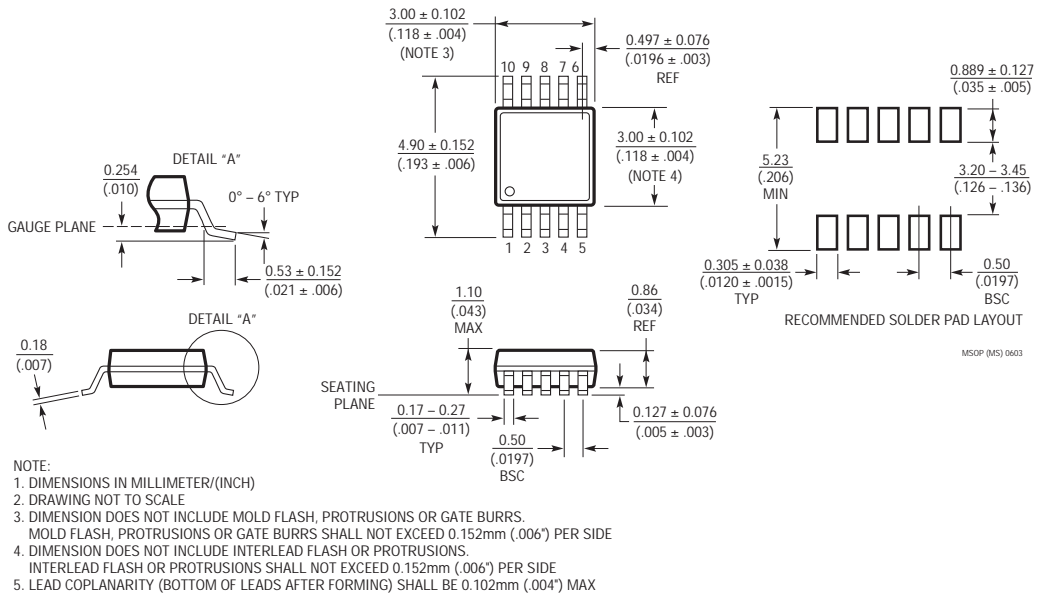 3.00 ± 0.102
(.118 ± .004)
(NOTE 3)
0.497 ± 0.076
(.0196 ± .003)
REF
10 9 8 7 6
4.90 ± 0.152
(.193 ± .006)
3.00 ± 0.102
(.118 ± .004)
(NOTE 4)
1 2 3 4 5
0.889 ± 0.127
(.035 ± .005)
5.23
(.206)
MIN
3.20 – 3.45
(.126 – .136)
0.305 ± 0.038
(.0120 ± .0015)
TYP
0.50
(.0197)
BSC
RECOMMENDED SOLDER PAD LAYOUT
MSOP (MS) 0603
DETAIL “A”
0.254
(.010)
0° – 6° TYP
GAUGE PLANE
0.53 ± 0.152
(.021 ± .006)
DETAIL “A”
0.18
(.007)
1.10
(.043)
MAX
0.86
(.034)
REF
SEATING
PLANE
0.17 – 0.27
(.007 – .011)
TYP
0.50
(.0197)
BSC
0.127 ± 0.076
(.005 ± .003)
NOTE:
1. DIMENSIONS IN MILLIMETER/(INCH)
2. DRAWING NOT TO SCALE
3. DIMENSION DOES NOT INCLUDE MOLD FLASH, PROTRUSIONS OR GATE BURRS.
MOLD FLASH, PROTRUSIONS OR GATE BURRS SHALL NOT EXCEED 0.152mm (.006") PER SIDE
4. DIMENSION DOES NOT INCLUDE INTERLEAD FLASH OR PROTRUSIONS.
INTERLEAD FLASH OR PROTRUSIONS SHALL NOT EXCEED 0.152mm (.006") PER SIDE
5. LEAD COPLANARITY (BOTTOM OF LEADS AFTER FORMING) SHALL BE 0.102mm (.004") MAX